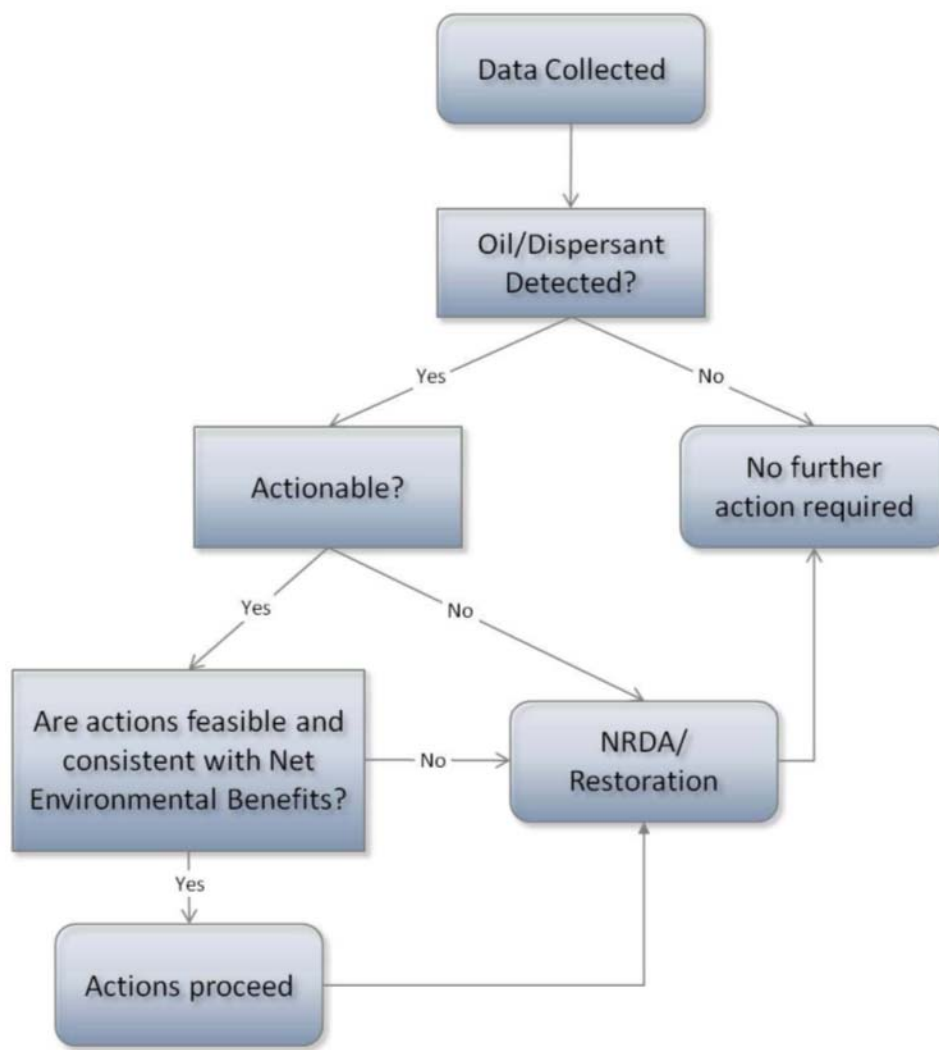 Data Collected
Oil/Dispersant
Detected?
Yes
No
Actionable?
No further
action required
Yes
No
Are actions feasible and
consistent with Net
Environmental Benefits?
No
NRDA/
Restoration
Yes
Actions proceed